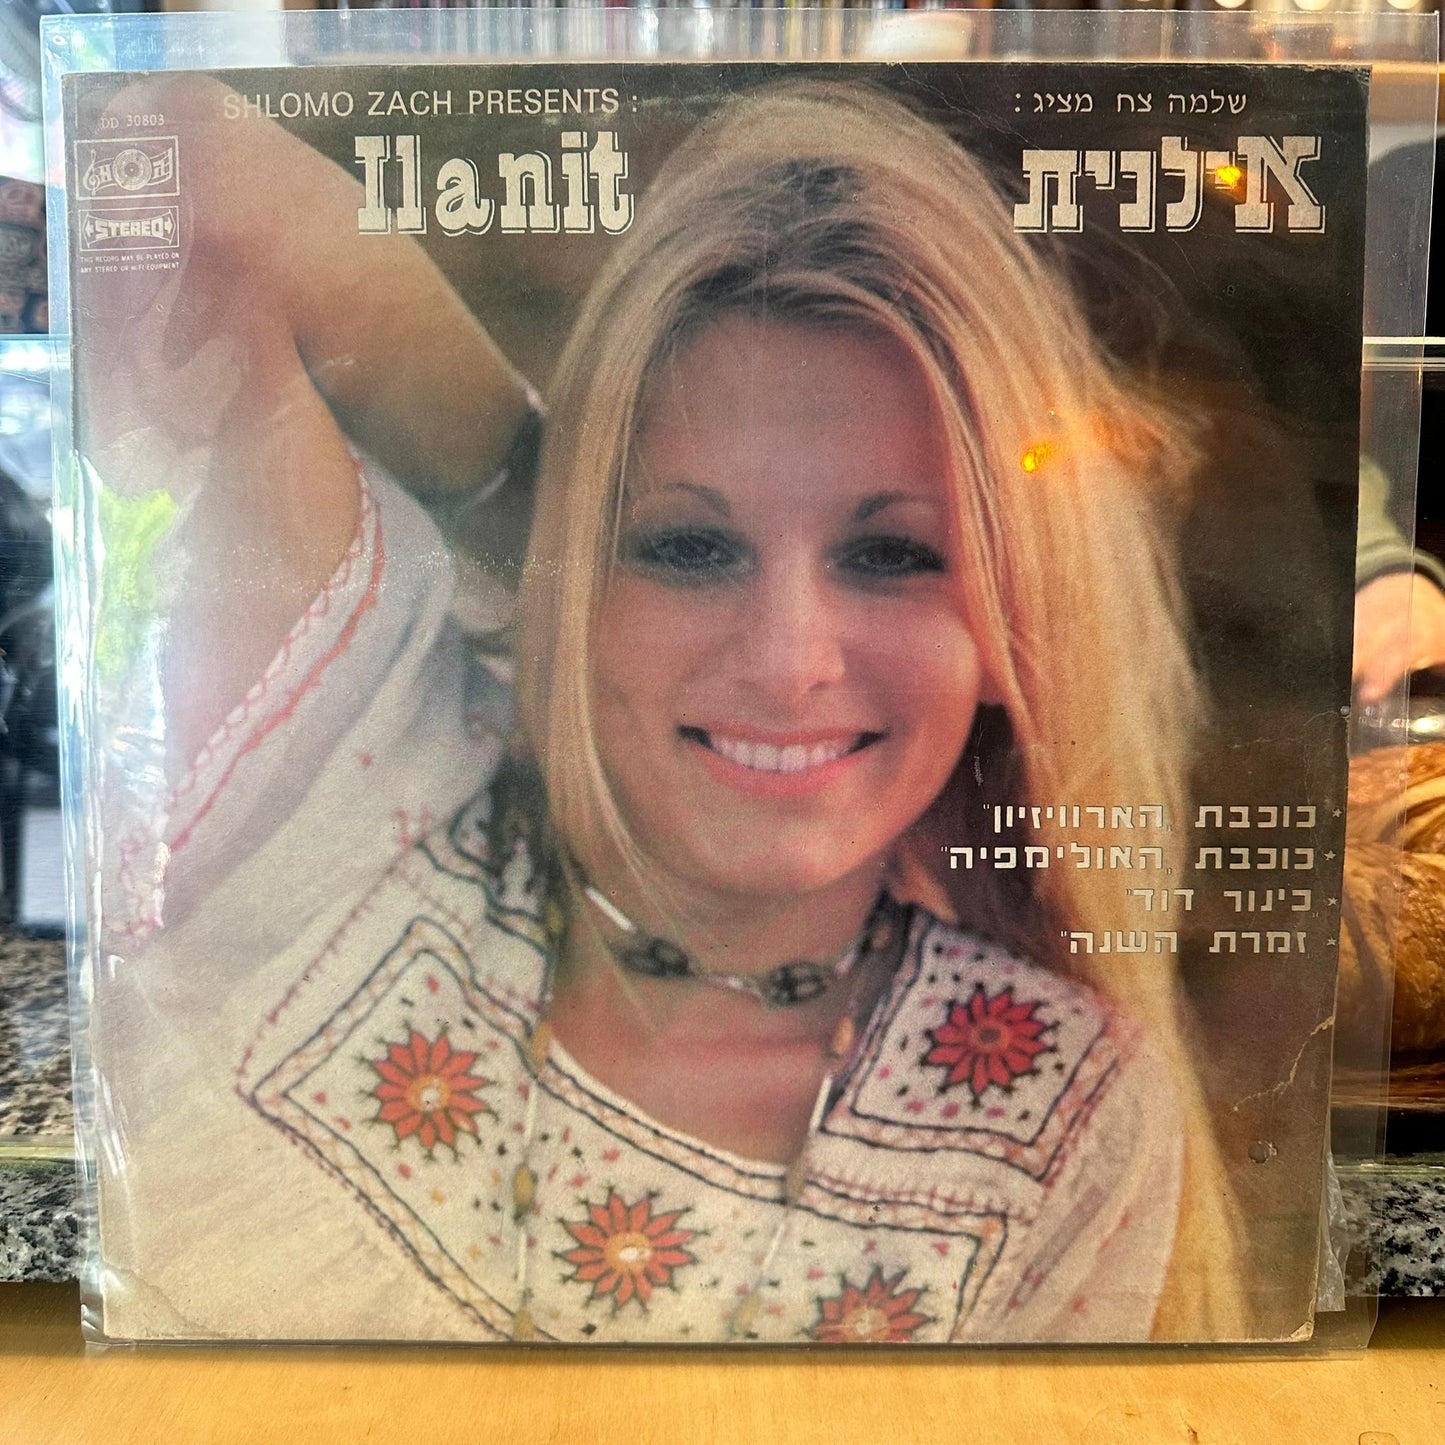 SHLOMO ZACH PRESENTS :
שלמה צח מציג :
DD 30803
Ilanit
אילנית
STEREO
THIS RECORD MAY BE PLAYED ON
ANY STEREO OR HI-FI EQUIPMENT
* כוכבת "הארוויזיון"
* כוכבת "האולימפיה"
* "כינור דוד"
* "זמרת השנה"